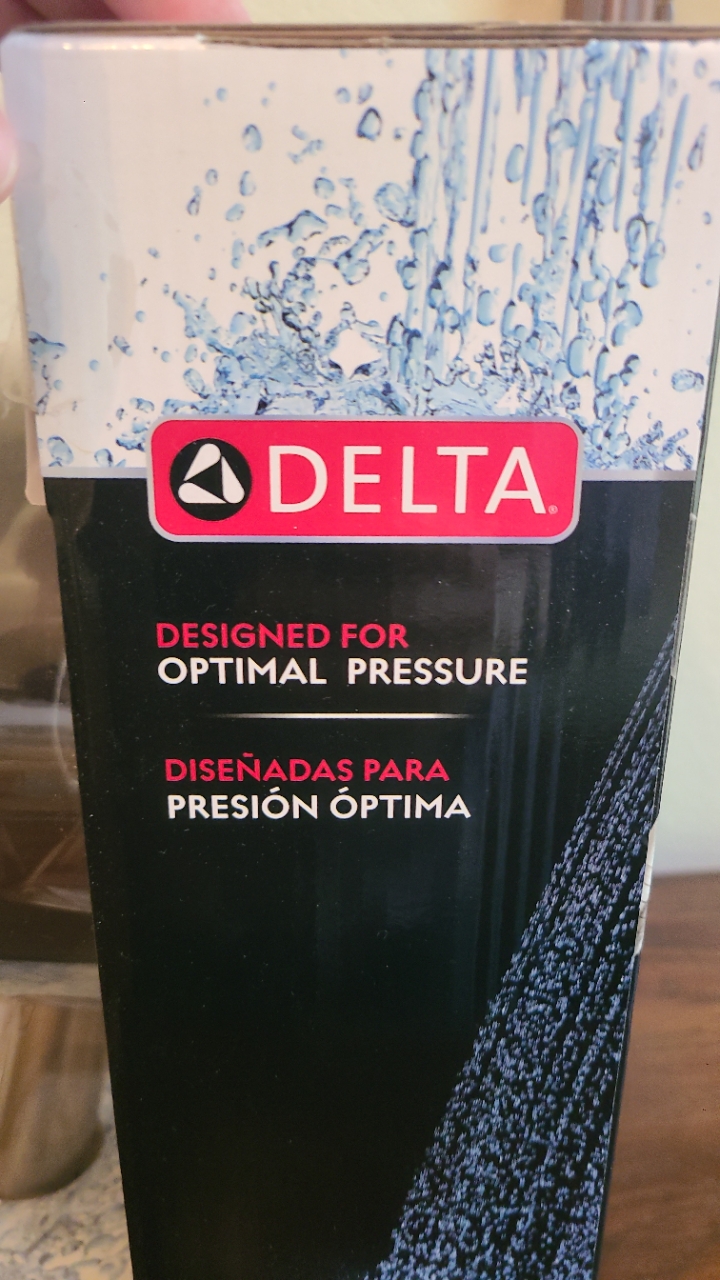 DELTA®
DESIGNED FOR
OPTIMAL PRESSURE
DISEÑADAS PARA
PRESIÓN ÓPTIMA